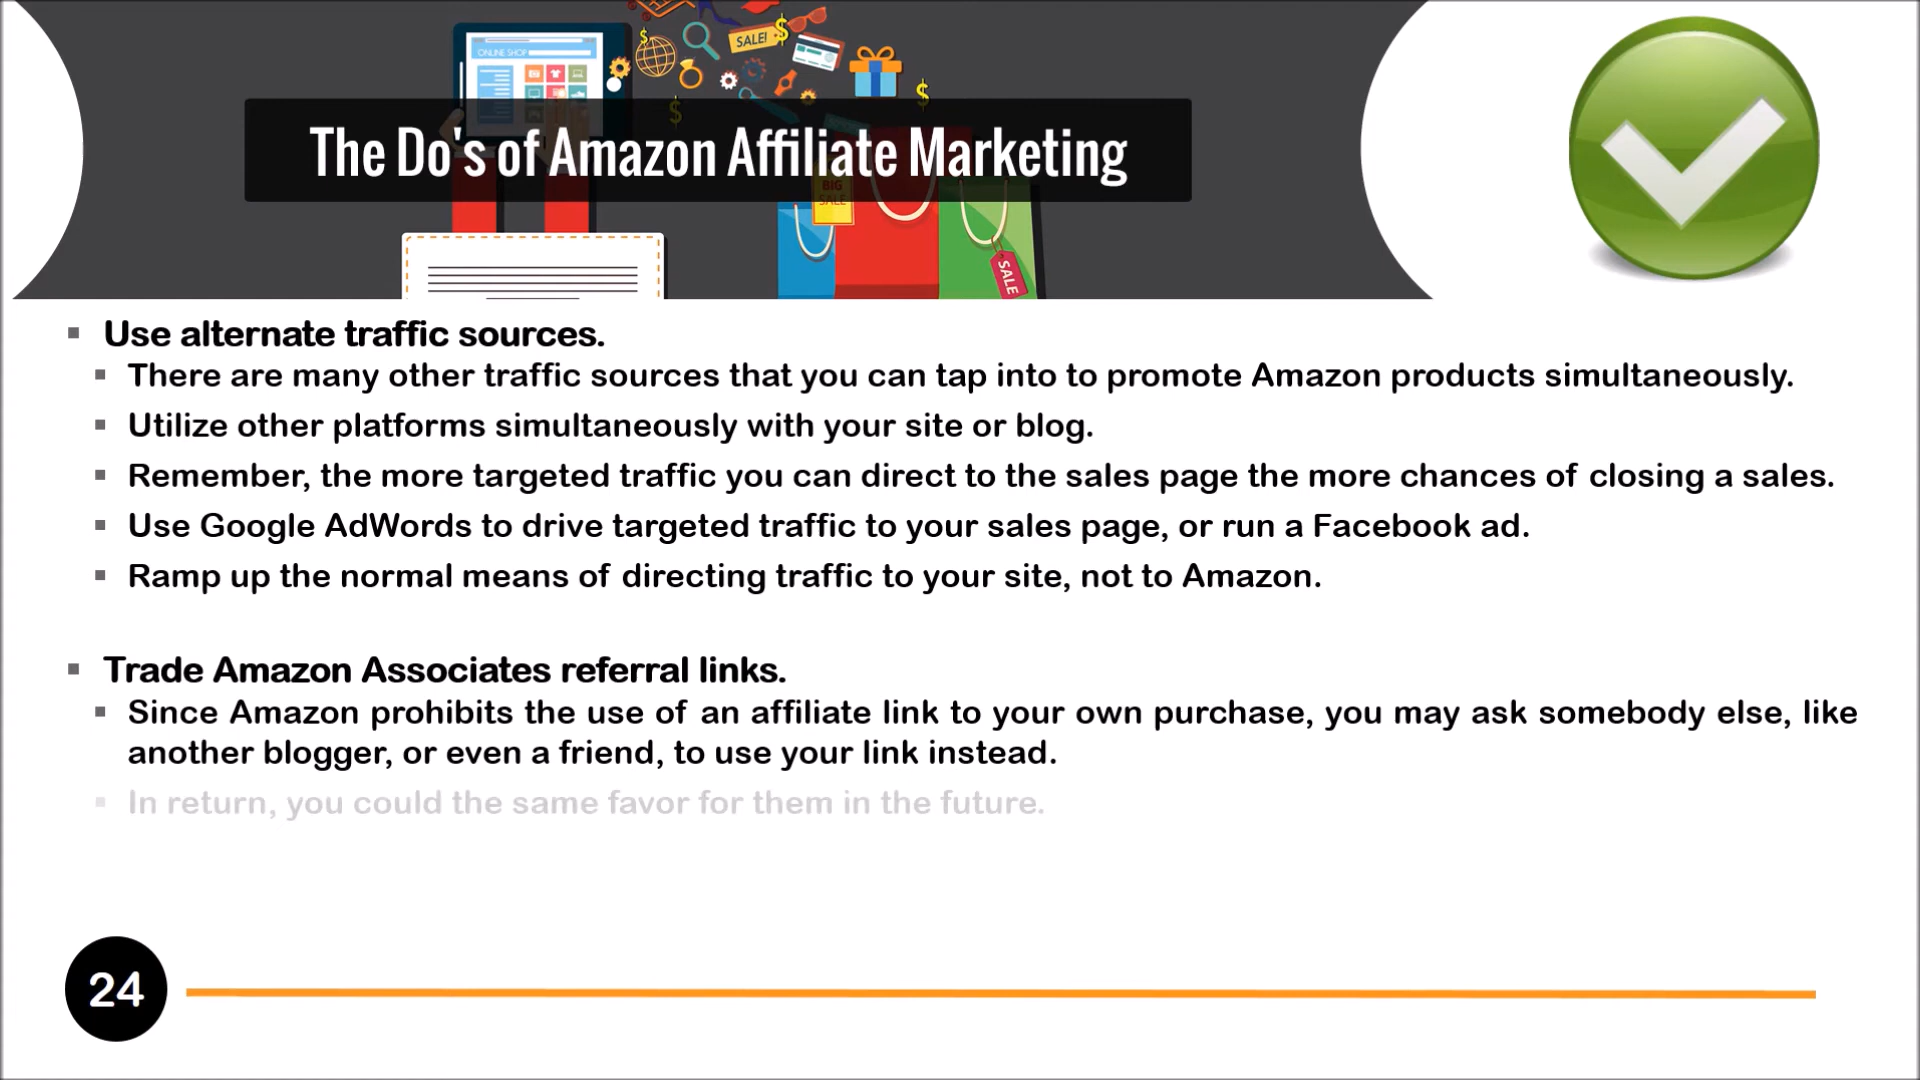 ONLINE SHOP
SALE!
The Do's of Amazon Affiliate Marketing
BIG
SALE
SALE
Use alternate traffic sources.
There are many other traffic sources that you can tap into to promote Amazon products simultaneously.
Utilize other platforms simultaneously with your site or blog.
Remember, the more targeted traffic you can direct to the sales page the more chances of closing a sales.
Use Google AdWords to drive targeted traffic to your sales page, or run a Facebook ad.
Ramp up the normal means of directing traffic to your site, not to Amazon.
Trade Amazon Associates referral links.
Since Amazon prohibits the use of an affiliate link to your own purchase, you may ask somebody else, like
another blogger, or even a friend, to use your link instead.
In return, you could the same favor for them in the future.
24